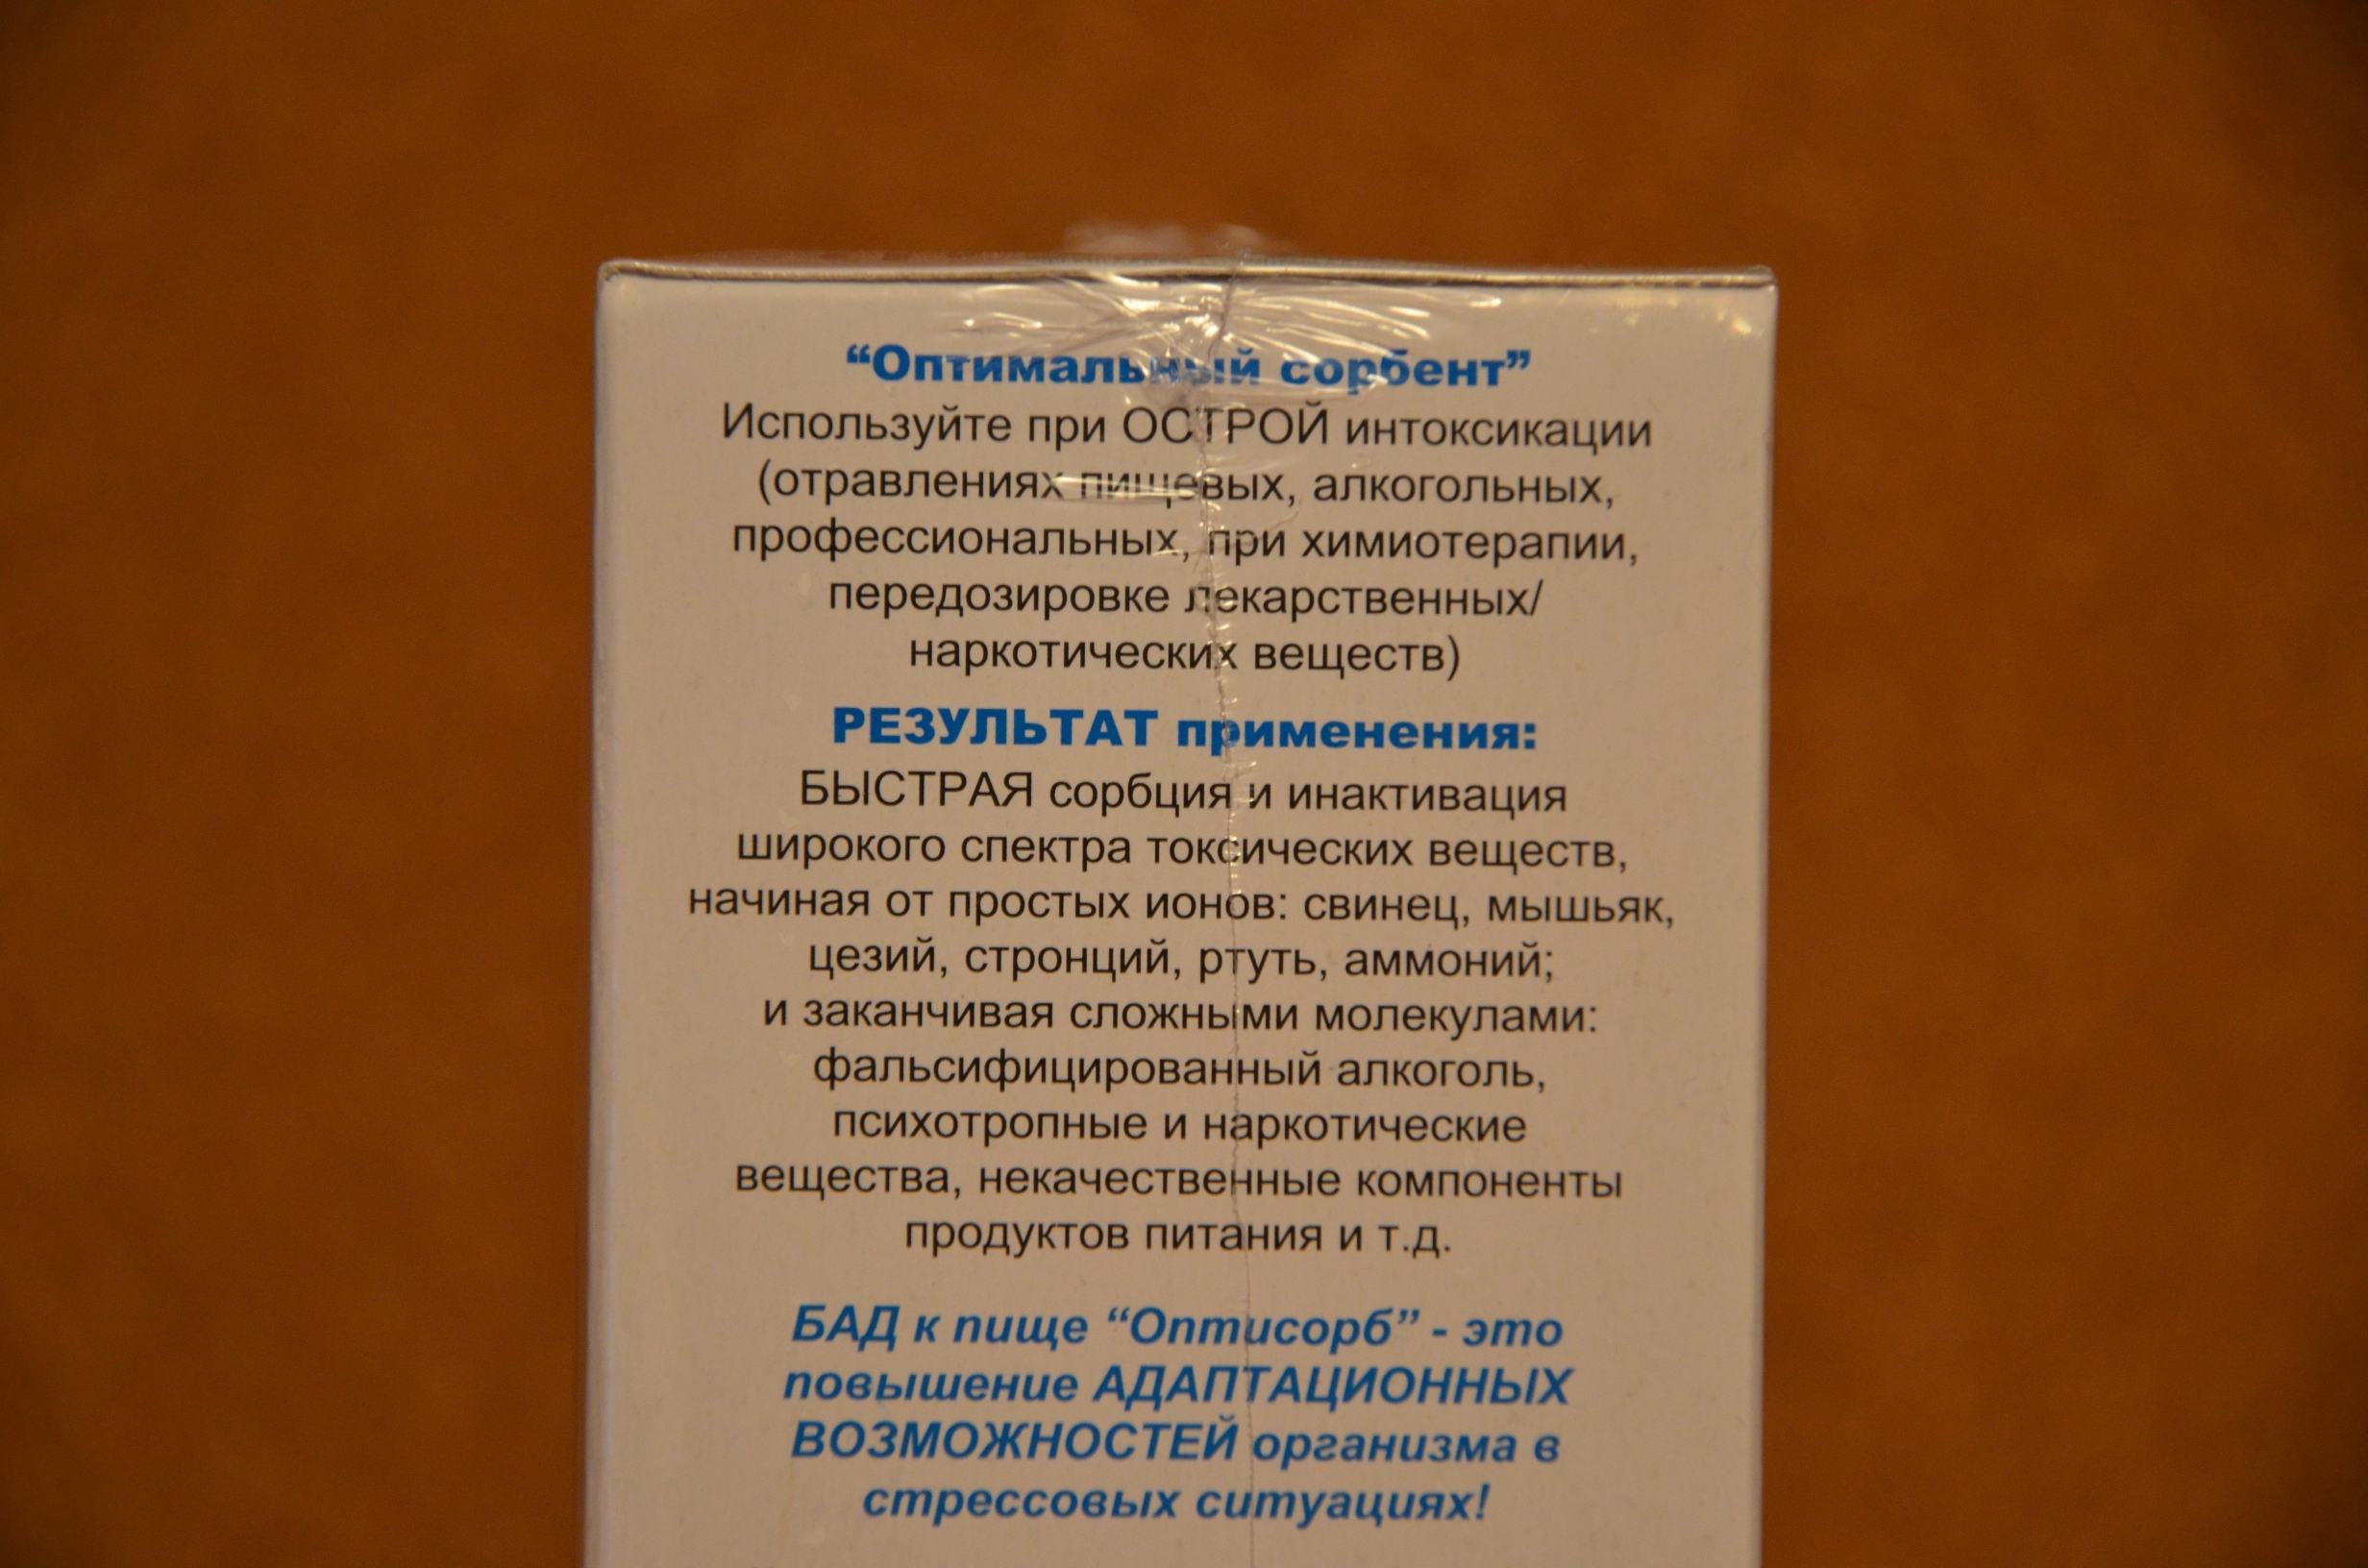 “Оптимальный сорбент”
Используйте при ОСТРОЙ интоксикации
(отравлениях пищевых, алкогольных,
профессиональных, при химиотерапии,
передозировке лекарственных/
наркотических веществ)
РЕЗУЛЬТАТ применения:
БЫСТРАЯ сорбция и инактивация
широкого спектра токсических веществ,
начиная от простых ионов: свинец, мышьяк,
цезий, стронций, ртуть, аммоний;
и заканчивая сложными молекулами:
фальсифицированный алкоголь,
психотропные и наркотические
вещества, некачественные компоненты
продуктов питания и т.д.
БАД к пище “Оптисорб” - это
повышение АДАПТАЦИОННЫХ
ВОЗМОЖНОСТЕЙ организма в
стрессовых ситуациях!